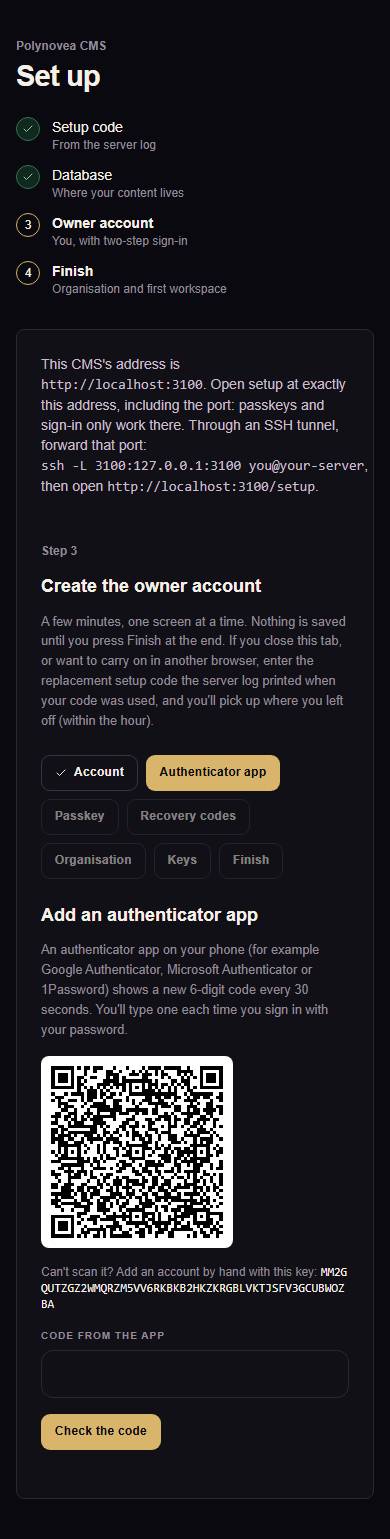 Polynovea CMS
Set up
Setup code
From the server log
Database
Where your content lives
3
Owner account
You, with two-step sign-in
4
Finish
Organisation and first workspace
This CMS's address is
http://localhost:3100. Open setup at exactly
this address, including the port: passkeys and
sign-in only work there. Through an SSH tunnel,
forward that port:
ssh -L 3100:127.0.0.1:3100 you@your-server,
then open http://localhost:3100/setup.
Step 3
Create the owner account
A few minutes, one screen at a time. Nothing is saved
until you press Finish at the end. If you close this tab,
or want to carry on in another browser, enter the
replacement setup code the server log printed when
your code was used, and you'll pick up where you left
off (within the hour).
Account
Authenticator app
Passkey
Recovery codes
Organisation
Keys
Finish
Add an authenticator app
An authenticator app on your phone (for example
Google Authenticator, Microsoft Authenticator or
1Password) shows a new 6-digit code every 30
seconds. You'll type one each time you sign in with
your password.
Can't scan it? Add an account by hand with this key: MM2G
QUTZGZ2WMQRZM5VV6RKBKB2HKZKRGBLVKTJSFV3GCUBWOZ
BA
CODE FROM THE APP
Check the code